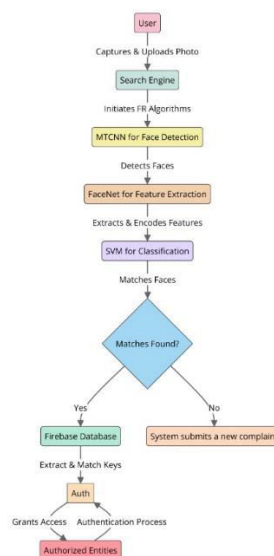 User
Captures & Uploads Photo
Search Engine
Initiates FR Algorithms
MTCNN for Face Detection
Detects Faces
FaceNet for Feature Extraction
Extracts & Encodes Features
SVM for Classification
Matches Faces
Matches Found?
Yes
No
Firebase Database
System submits a new complain
Extract & Match Keys
Auth
Grants Access
Authentication Process
Authorized Entities